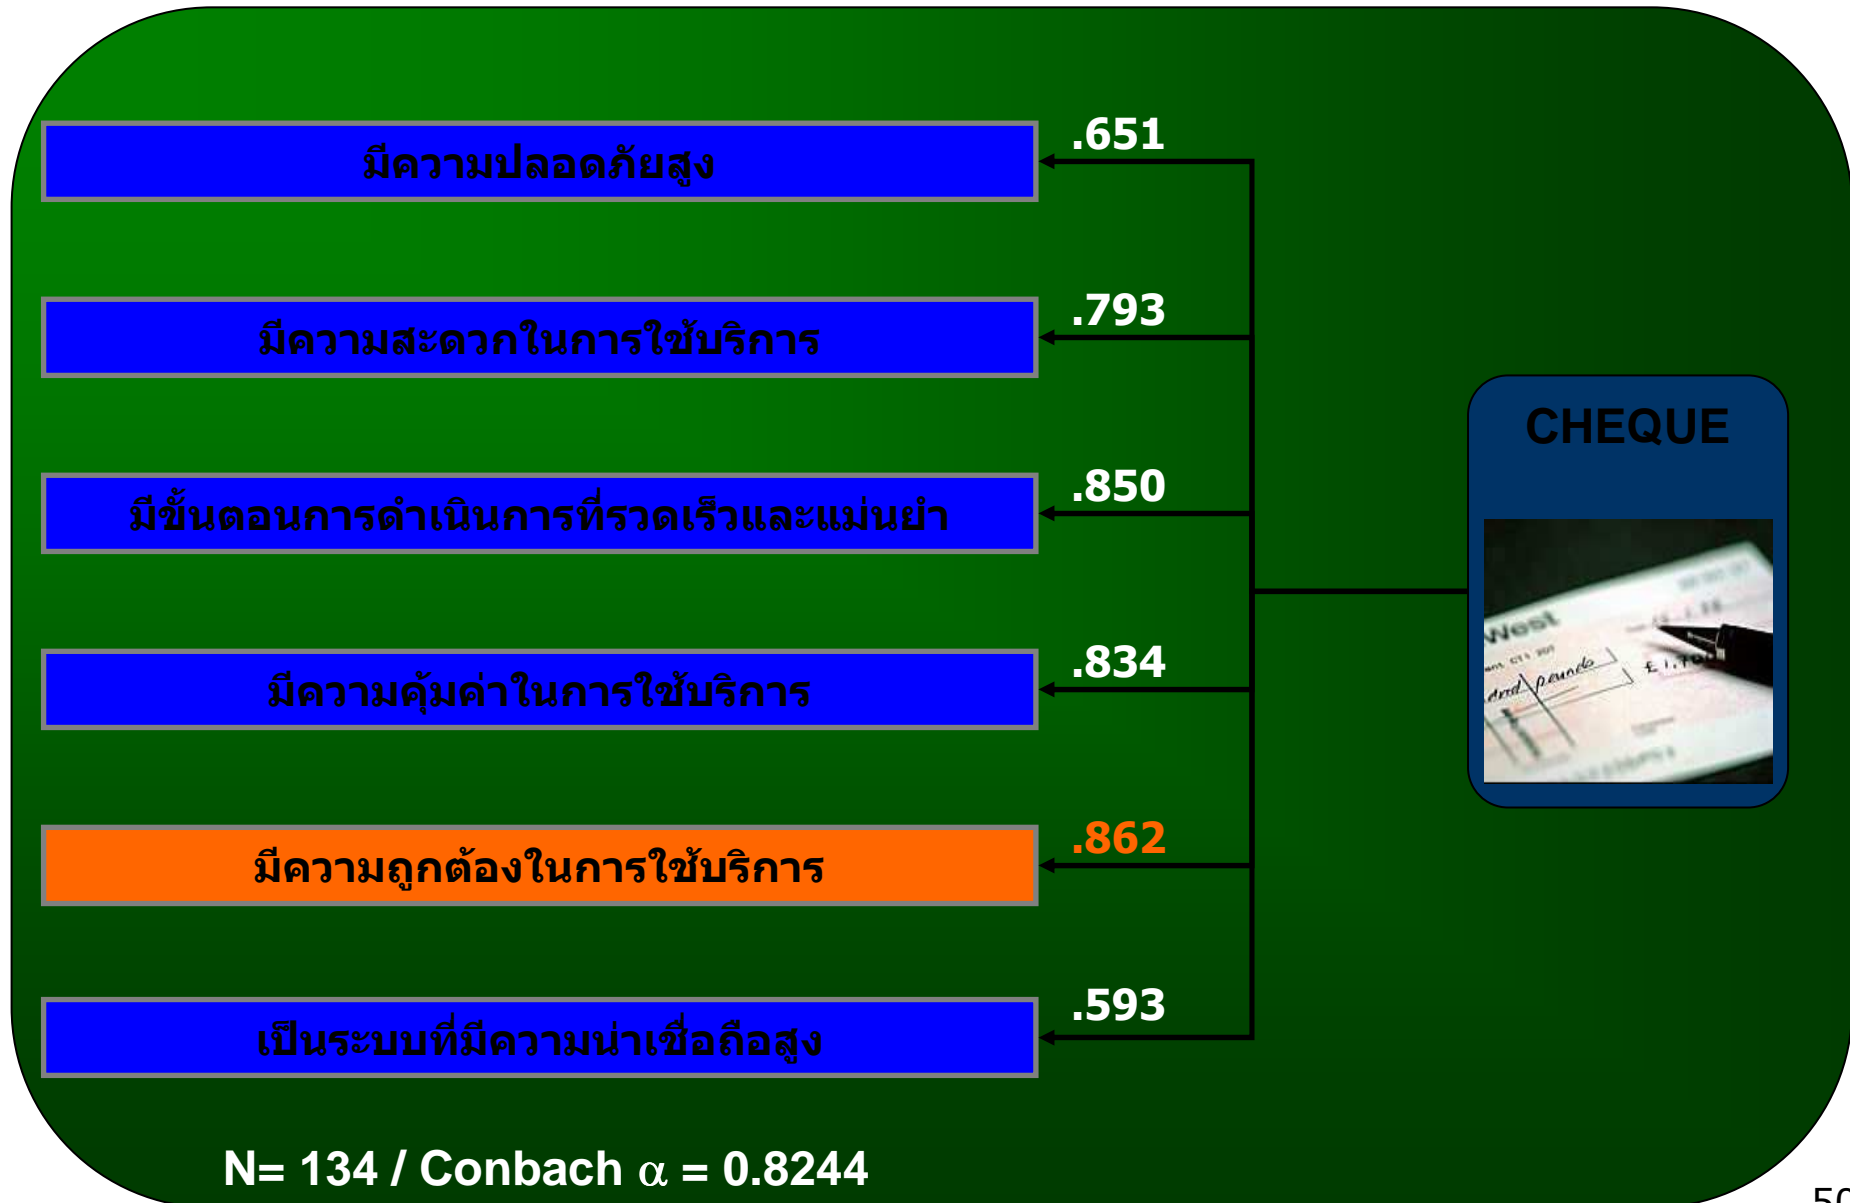 .651
มีความปลอดภัยสูง
.793
มีความสะดวกในการใช้บริการ
CHEQUE
.850
มีขั้นตอนการดำเนินการที่รวดเร็วและแม่นยำ
West
pounds
.834
มีความคุ้มค่าในการใช้บริการ
.862
มีความถูกต้องในการใช้บริการ
.593
เป็นระบบที่มีความน่าเชื่อถือสูง
N= 134 / Conbach α = 0.8244
50